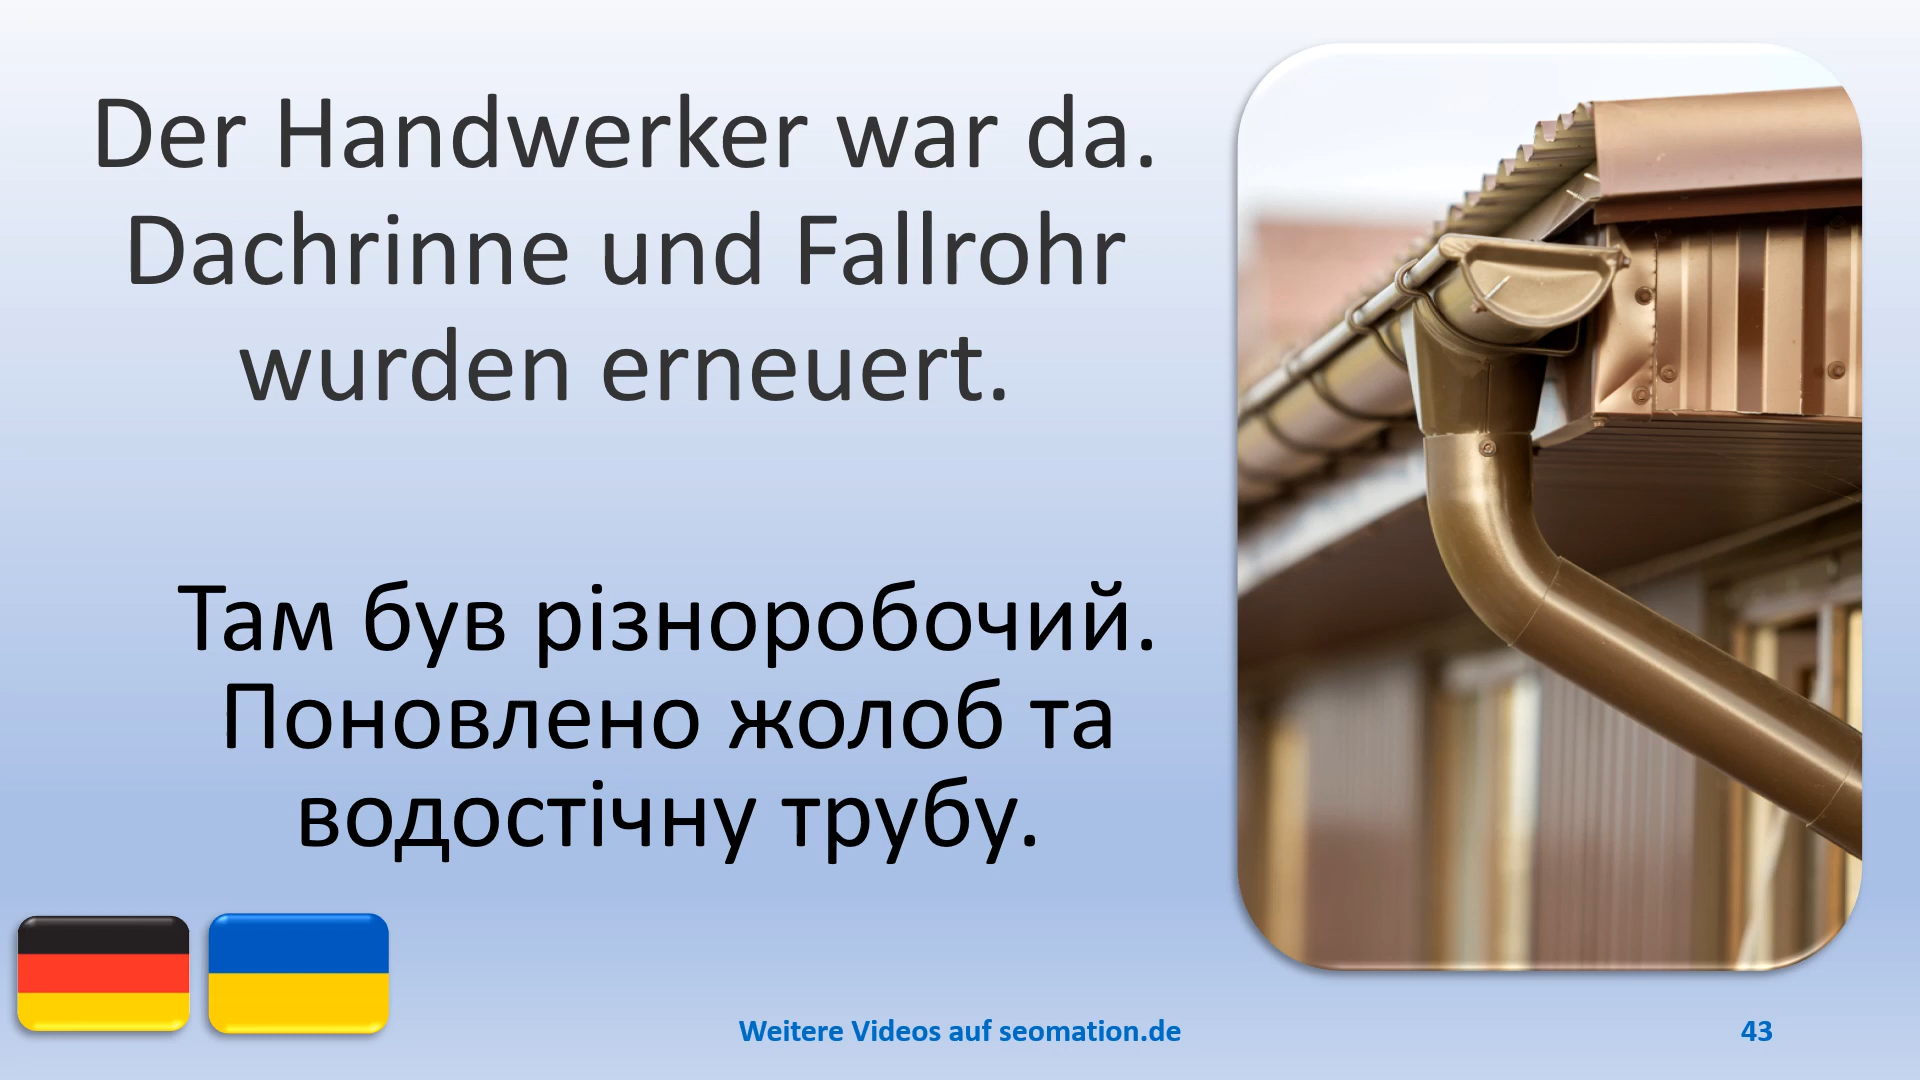 Der Handwerker war da.
Dachrinne und Fallrohr
wurden erneuert.
Там був різноробочий.
Поновлено жолоб та
водостічну трубу.
Weitere Videos auf seomation.de
43